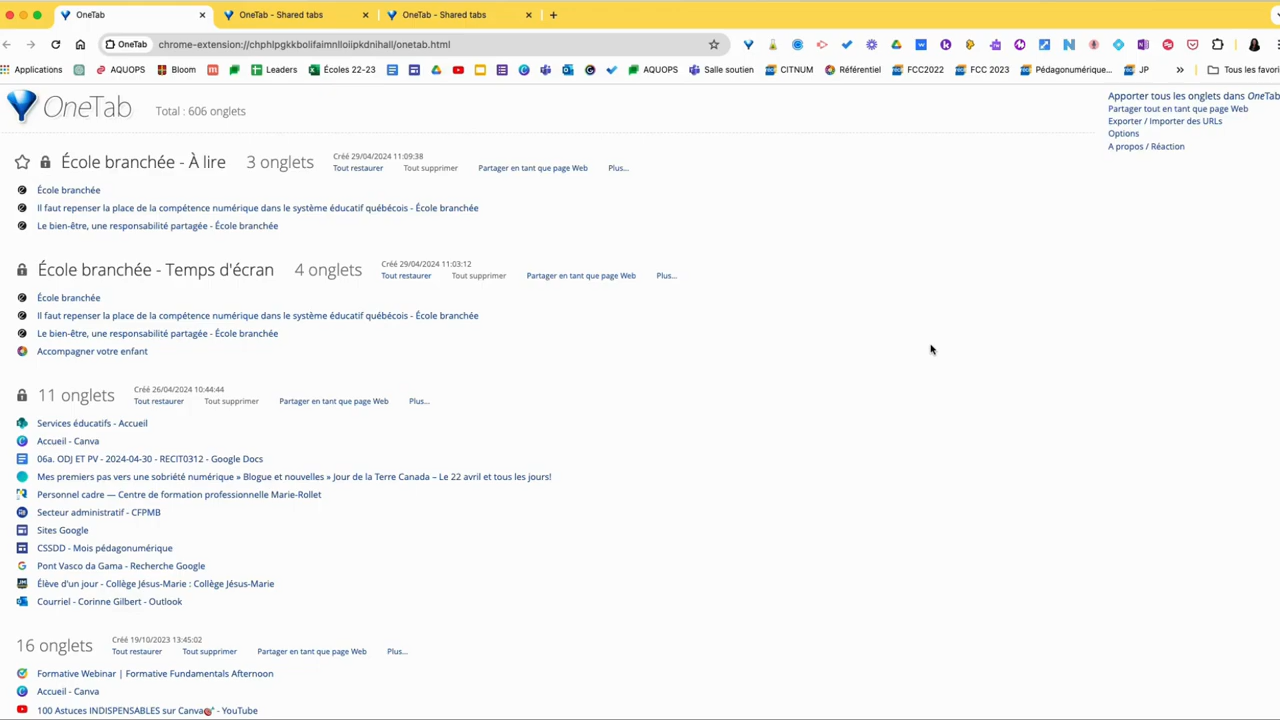 OneTab
OneTab - Shared tabs
OneTab - Shared tabs
OneTab
chrome-extension://chphlpgkkbolifaimnlloiipkdnihall/onetab.html
Applications
AQUOPS
Bloom
Leaders
Écoles 22-23
AQUOPS
Salle soutien
CITNUM
Référentiel
FCC2022
FCC 2023
Pédagonumérique...
JP
Tous les favori
OneTab
Total : 606 onglets
Apporter tous les onglets dans OneTab
Partager tout en tant que page Web
Exporter / Importer des URLs
Options
A propos / Réaction
École branchée - À lire
3 onglets
Créé 29/04/2024 11:09:38
Tout restaurer
Tout supprimer
Partager en tant que page Web
Plus...
École branchée
Il faut repenser la place de la compétence numérique dans le système éducatif québécois - École branchée
Le bien-être, une responsabilité partagée - École branchée
École branchée - Temps d'écran
4 onglets
Créé 29/04/2024 11:03:12
Tout restaurer
Tout supprimer
Partager en tant que page Web
Plus...
École branchée
Il faut repenser la place de la compétence numérique dans le système éducatif québécois - École branchée
Le bien-être, une responsabilité partagée - École branchée
Accompagner votre enfant
11 onglets
Créé 26/04/2024 10:44:44
Tout restaurer
Tout supprimer
Partager en tant que page Web
Plus...
Services éducatifs - Accueil
Accueil - Canva
06a. ODJ ET PV - 2024-04-30 - RECIT0312 - Google Docs
Mes premiers pas vers une sobriété numérique » Blogue et nouvelles » Jour de la Terre Canada – Le 22 avril et tous les jours!
Personnel cadre — Centre de formation professionnelle Marie-Rollet
Secteur administratif - CFPMB
Sites Google
CSSDD - Mois pédagonumérique
Pont Vasco da Gama - Recherche Google
Élève d'un jour - Collège Jésus-Marie : Collège Jésus-Marie
Courriel - Corinne Gilbert - Outlook
16 onglets
Créé 19/10/2023 13:45:02
Tout restaurer
Tout supprimer
Partager en tant que page Web
Plus...
Formative Webinar | Formative Fundamentals Afternoon
Accueil - Canva
100 Astuces INDISPENSABLES sur Canva🎯 - YouTube